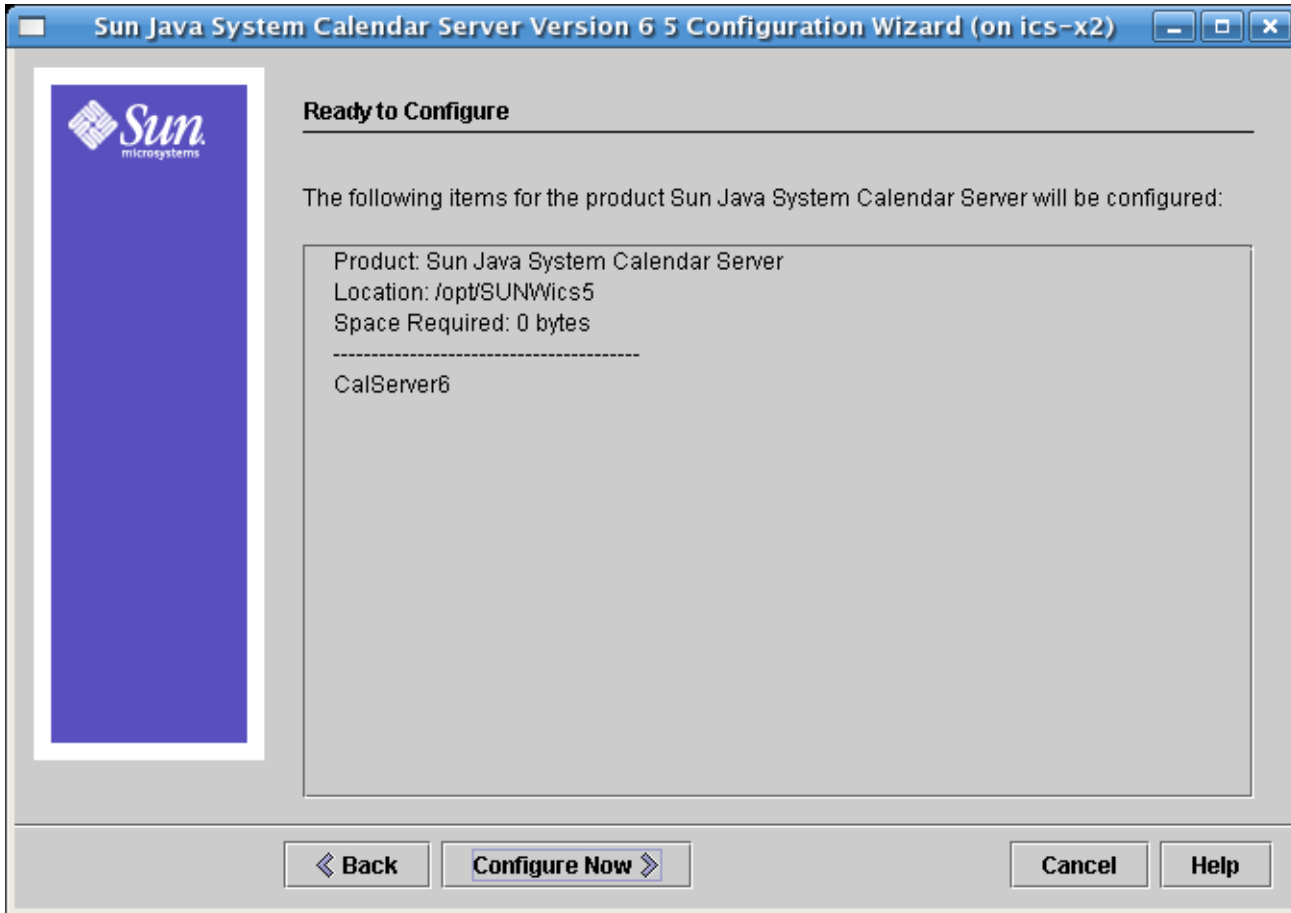 Sun Java System Calendar Server Version 6 5 Configuration Wizard (on ics-x2)
Sun
microsystems
Ready to Configure
The following items for the product Sun Java System Calendar Server will be configured:
Product: Sun Java System Calendar Server
Location: /opt/SUNWics5
Space Required: 0 bytes
----------------------------------------
CalServer6
Back
Configure Now
Cancel
Help